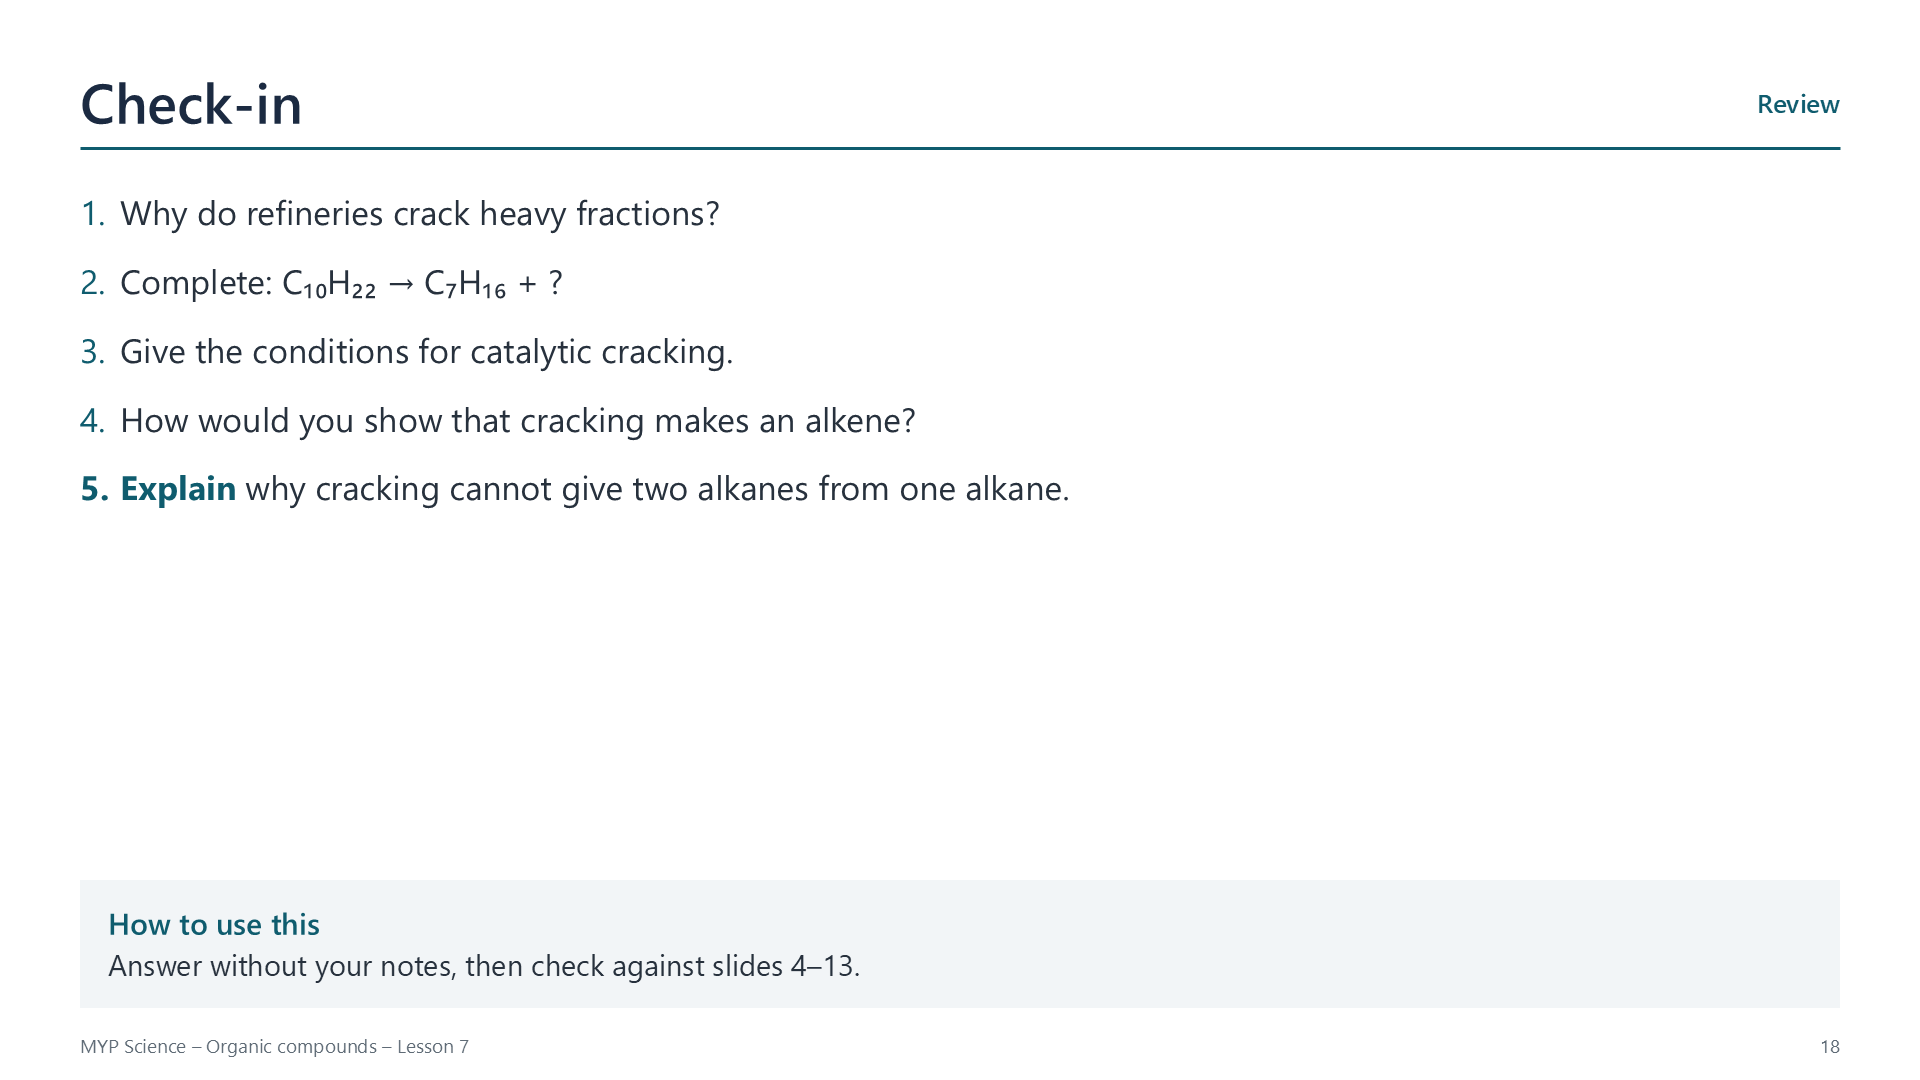 Check-in
Review
1. Why do refineries crack heavy fractions?
2. Complete: C₁₀H₂₂ → C₇H₁₆ + ?
3. Give the conditions for catalytic cracking.
4. How would you show that cracking makes an alkene?
5. Explain why cracking cannot give two alkanes from one alkane.
How to use this
Answer without your notes, then check against slides 4–13.
MYP Science – Organic compounds – Lesson 7
18